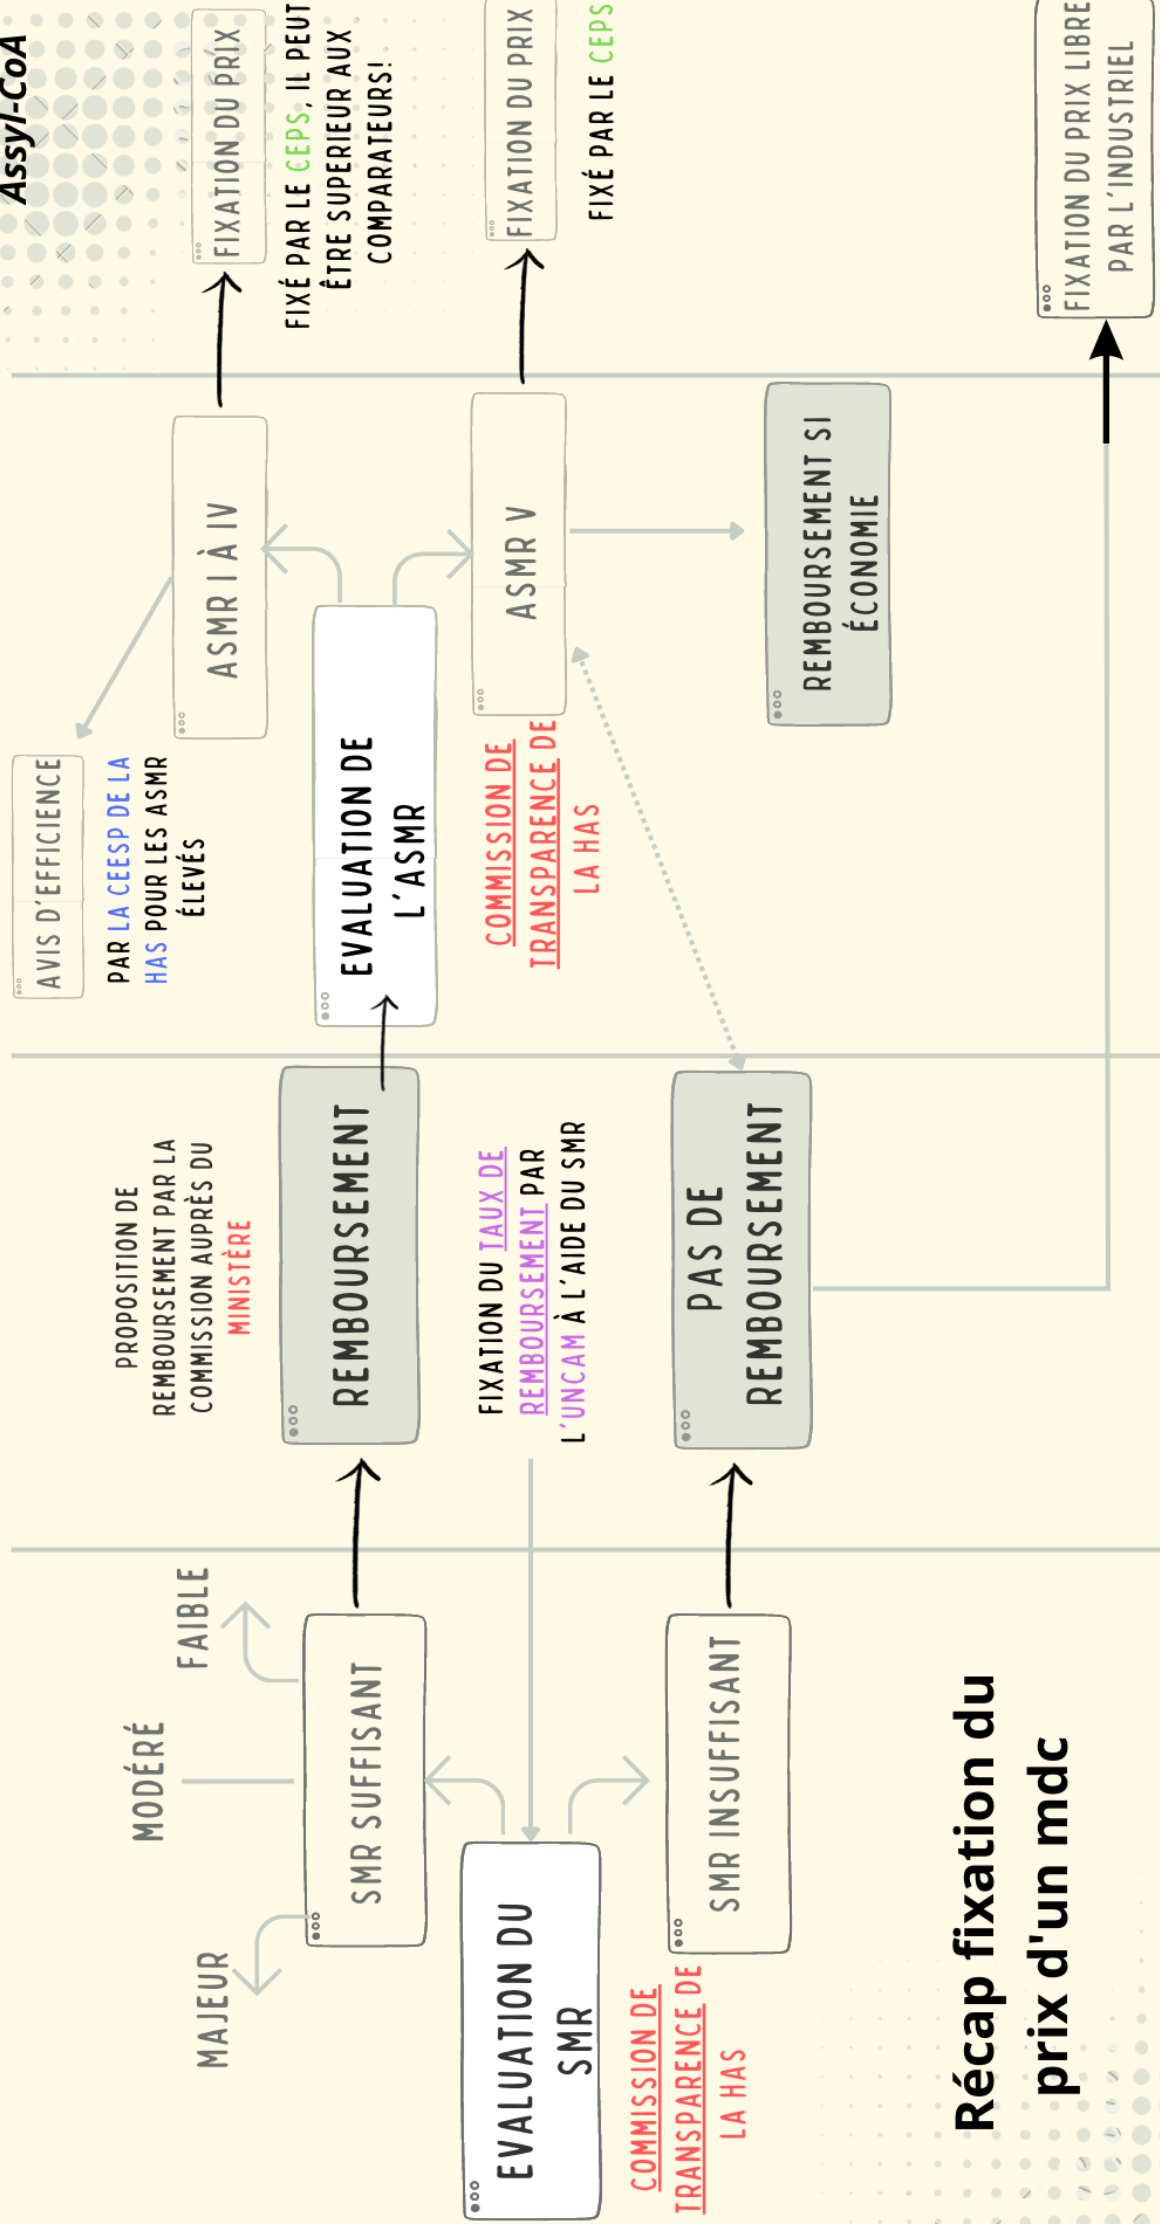 Assyl-CoA
MAJEUR
MODÉRÉ
FAIBLE
SMR SUFFISANT
EVALUATION DU
SMR
COMMISSION DE
TRANSPARENCE DE
LA HAS
SMR INSUFFISANT
Récap fixation du
prix d'un mdc
PROPOSITION DE
REMBOURSEMENT PAR LA
COMMISSION AUPRÈS DU
MINISTÈRE
REMBOURSEMENT
FIXATION DU TAUX DE
REMBOURSEMENT PAR
L'UNCAM À L'AIDE DU SMR
PAS DE
REMBOURSEMENT
AVIS D'EFFICIENCE
PAR LA CEESP DE LA
HAS POUR LES ASMR
ÉLEVÉS
ASMR I À IV
EVALUATION DE
L'ASMR
COMMISSION DE
TRANSPARENCE DE
LA HAS
ASMR V
REMBOURSEMENT SI
ÉCONOMIE
FIXATION DU PRIX
FIXÉ PAR LE CEPS, IL PEUT
ÊTRE SUPERIEUR AUX
COMPARATEURS!
FIXATION DU PRIX
FIXÉ PAR LE CEPS
FIXATION DU PRIX LIBRE
PAR L'INDUSTRIEL